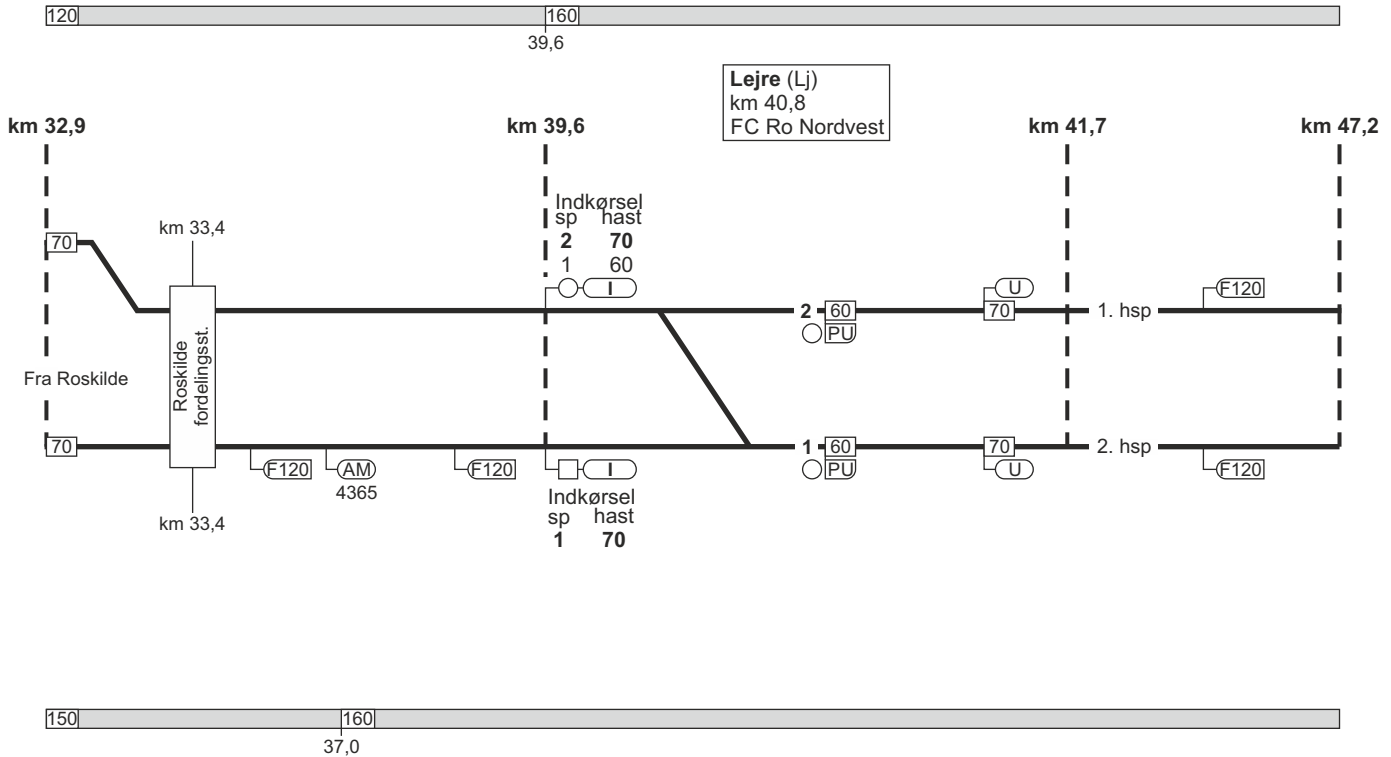 120
160
39,6
Lejre (Lj)
km 40,8
FC Ro Nordvest
km 32,9
km 39,6
km 41,7
km 47,2
Indkørsel
sp hast
2 70
1 60
km 33,4
70
I
U
F120
2 60
70
1. hsp
PU
Roskilde
fordelingsst.
Fra Roskilde
70
1 60
70
2. hsp
F120
AM
F120
I
PU
U
F120
4365
Indkørsel
sp hast
1 70
km 33,4
150
160
37,0